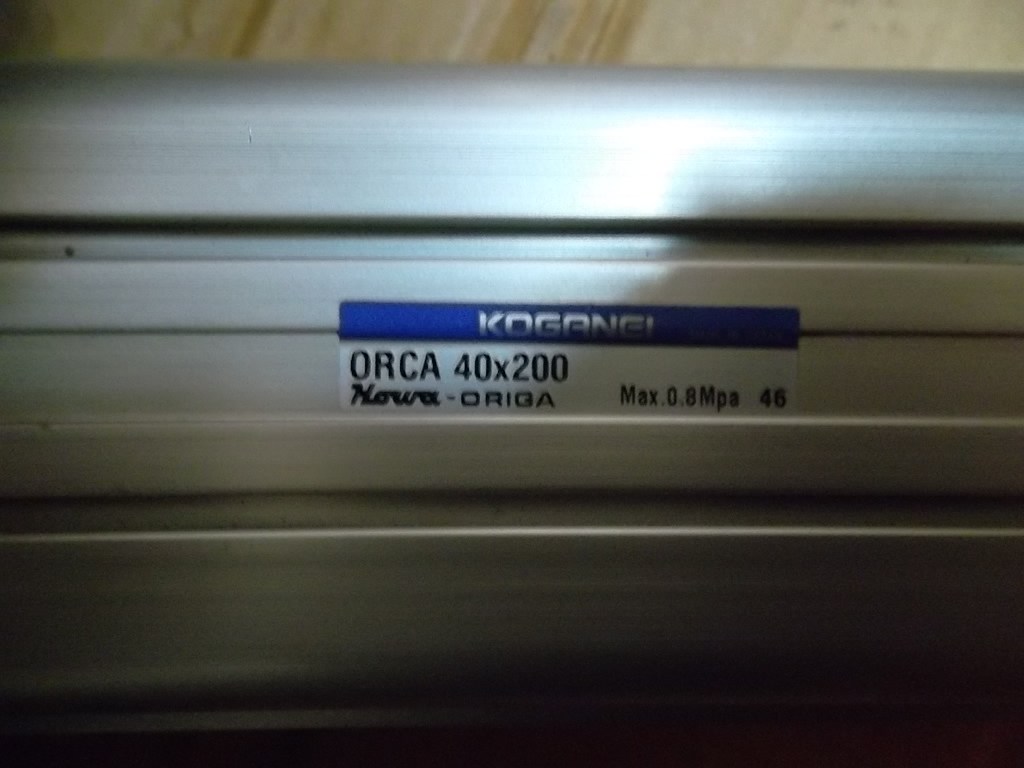 KOGANEI
ORCA 40x200
Howa-ORIGA Max.0.8Mpa 46